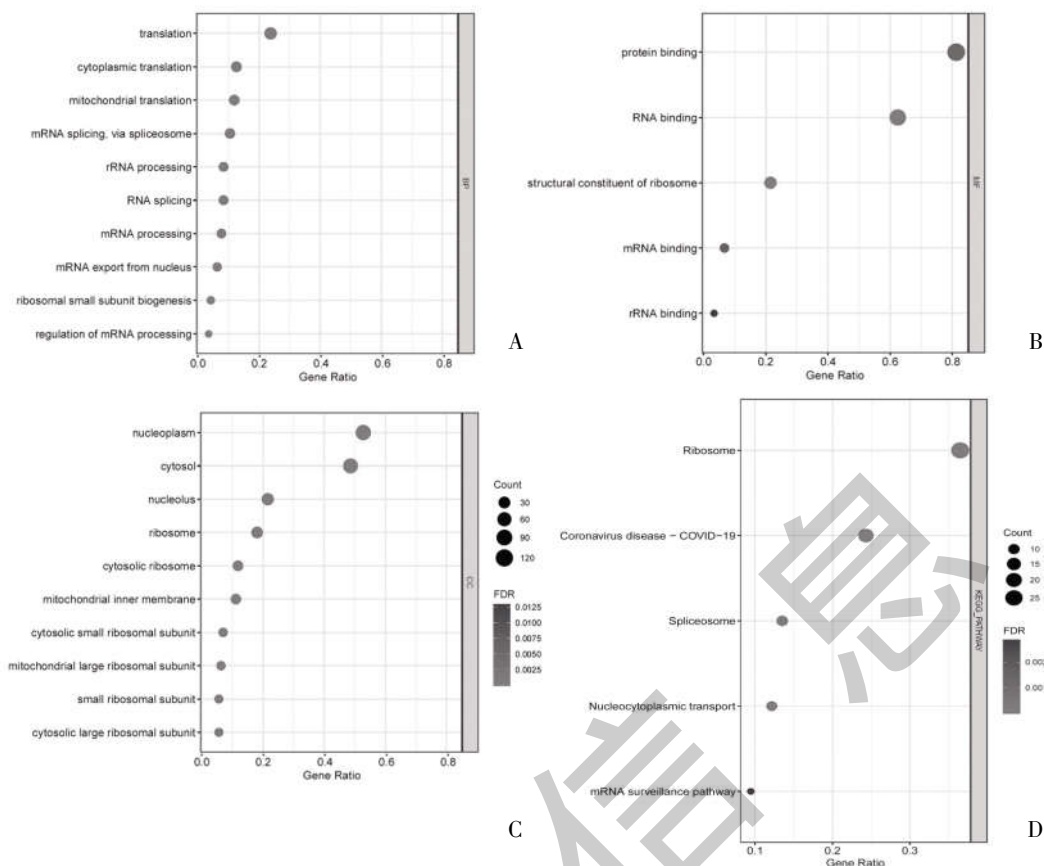 translation
cytoplasmic translation
mitochondrial translation
mRNA splicing, via spliceosome
rRNA processing
RNA splicing
mRNA processing
mRNA export from nucleus
ribosomal small subunit biogenesis
regulation of mRNA processing
0.0 0.2 0.4 0.6 0.8
Gene Ratio
BP
A
protein binding
RNA binding
structural constituent of ribosome
mRNA binding
rRNA binding
0.0 0.2 0.4 0.6 0.8
Gene Ratio
MF
B
nucleoplasm
cytosol
nucleolus
ribosome
cytosolic ribosome
mitochondrial inner membrane
cytosolic small ribosomal subunit
mitochondrial large ribosomal subunit
small ribosomal subunit
cytosolic large ribosomal subunit
0.0 0.2 0.4 0.6 0.8
Gene Ratio
CC
Count
30
60
90
120
FDR
0.0125
0.0100
0.0075
0.0050
0.0025
C
Ribosome
Coronavirus disease − COVID−19
Spliceosome
Nucleocytoplasmic transport
mRNA surveillance pathway
0.1 0.2 0.3
Gene Ratio
KEGG_PATHWAY
Count
10
15
20
25
FDR
0.00
D
信息